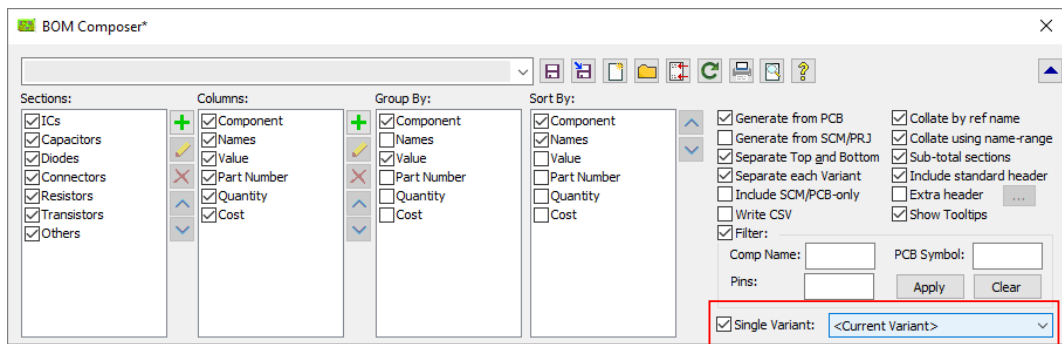 BOM Composer*
Sections:
Columns:
Group By:
Sort By:
ICs
Capacitors
Diodes
Connectors
Resistors
Transistors
Others
Component
Names
Value
Part Number
Quantity
Cost
Component
Names
Value
Part Number
Quantity
Cost
Component
Names
Value
Part Number
Quantity
Cost
Generate from PCB
Generate from SCM/PRJ
Separate Top and Bottom
Separate each Variant
Include SCM/PCB-only
Write CSV
Collate by ref name
Collate using name-range
Sub-total sections
Include standard header
Extra header ...
Show Tooltips
Filter:
Comp Name:
PCB Symbol:
Pins:
Apply
Clear
Single Variant: <Current Variant>